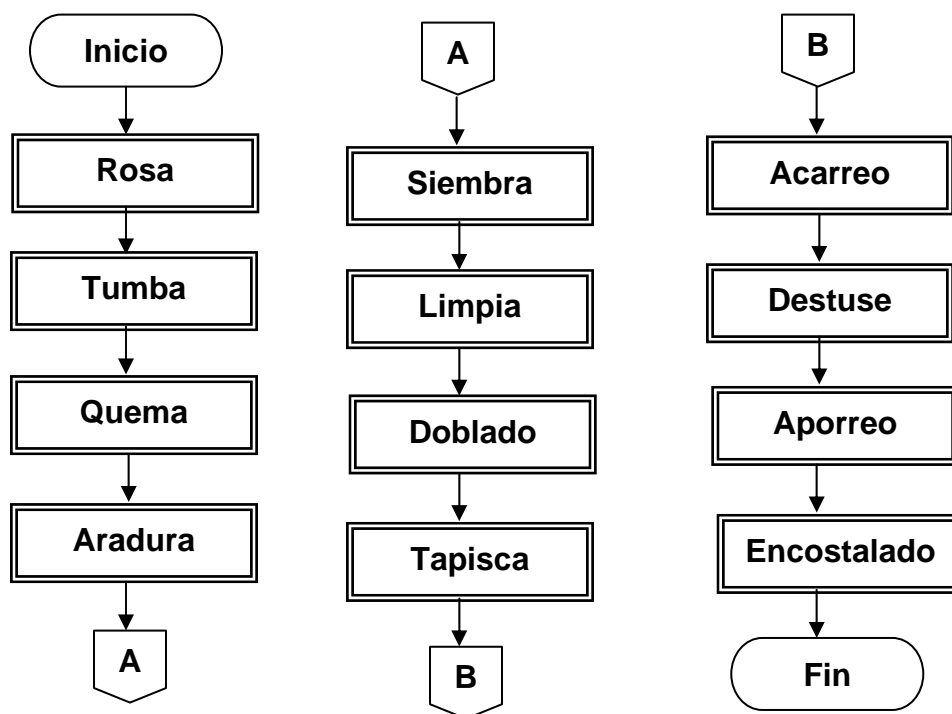 Inicio
Rosa
Tumba
Quema
Aradura
A
A
Siembra
Limpia
Doblado
Tapisca
B
B
Acarreo
Destuse
Aporreo
Encostalado
Fin